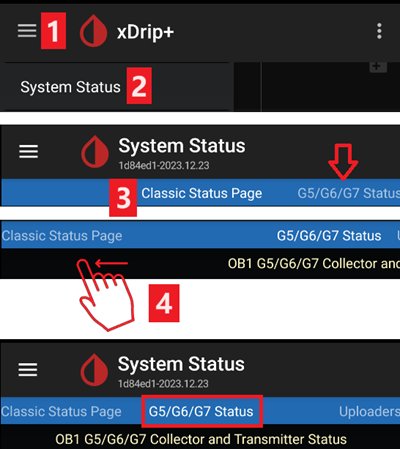 1 xDrip+
System Status 2
System Status
1d84ed1-2023.12.23
3 Classic Status Page G5/G6/G7 Status
Classic Status Page G5/G6/G7 Status
OB1 G5/G6/G7 Collector and
4
System Status
1d84ed1-2023.12.23
Classic Status Page G5/G6/G7 Status Uploaders
OB1 G5/G6/G7 Collector and Transmitter Status